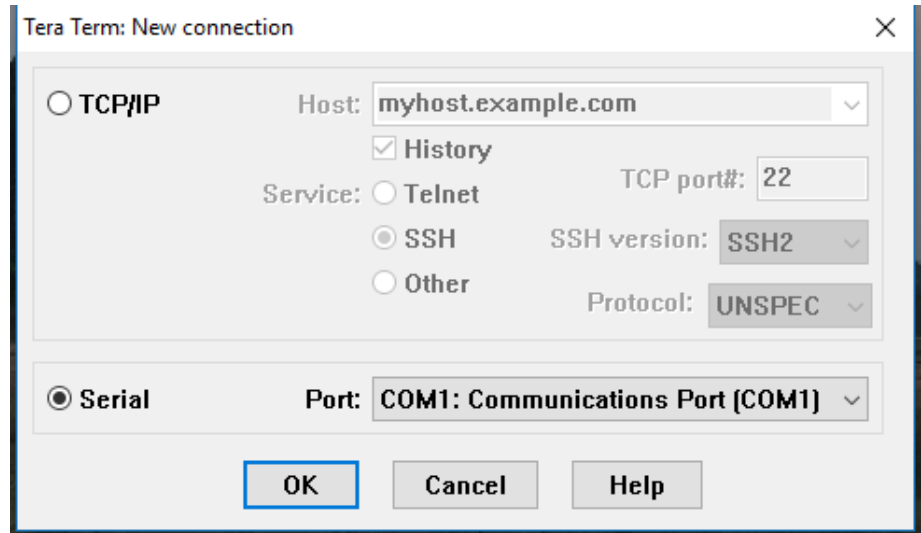 Tera Term: New connection
TCP/IP
Host: myhost.example.com
History
Service: Telnet
TCP port#: 22
SSH
SSH version: SSH2
Other
Protocol: UNSPEC
Serial
Port: COM1: Communications Port (COM1)
OK
Cancel
Help